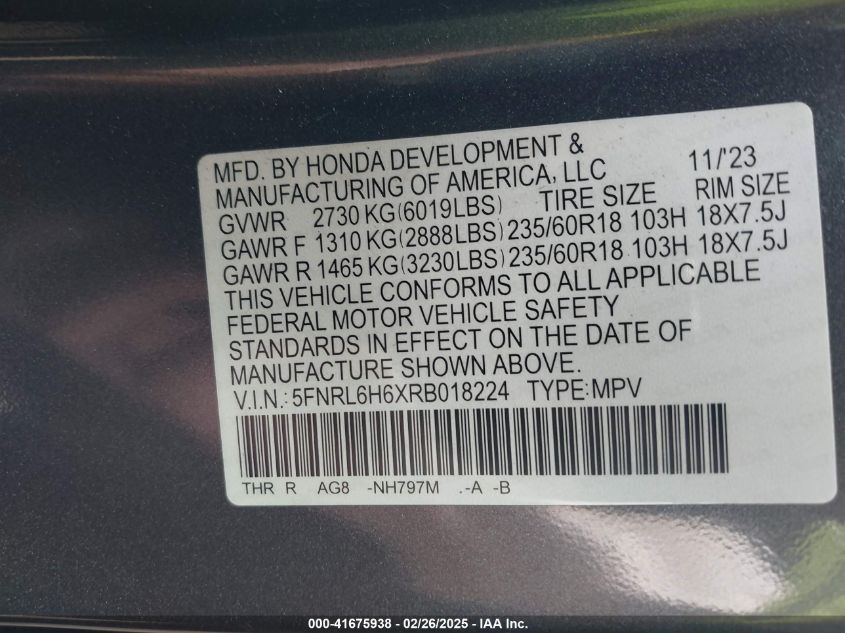 MFD. BY HONDA DEVELOPMENT &
MANUFACTURING OF AMERICA, LLC 11/'23
GVWR 2730 KG(6019LBS) TIRE SIZE RIM SIZE
GAWR F 1310 KG(2888LBS) 235/60R18 103H 18X7.5J
GAWR R 1465 KG(3230LBS) 235/60R18 103H 18X7.5J
THIS VEHICLE CONFORMS TO ALL APPLICABLE
FEDERAL MOTOR VEHICLE SAFETY
STANDARDS IN EFFECT ON THE DATE OF
MANUFACTURE SHOWN ABOVE.
V.I.N.:5FNRL6H6XRB018224 TYPE:MPV
THR R AG8 -NH797M .-A -B
000-41675938 - 02/26/2025 - IAA Inc.